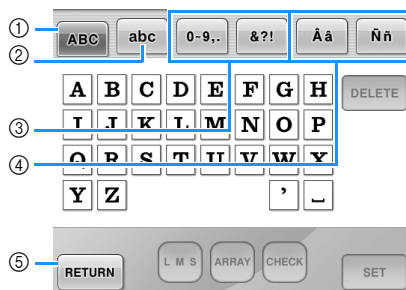 ① ABC abc 0~9,. &?! Ââ Ññ
②
A B C D E F G H DELETE
③ I J K L M N O P
④ Q R S T U V W X
Y Z ’ ⎵
⑤ RETURN L M S ARRAY CHECK SET